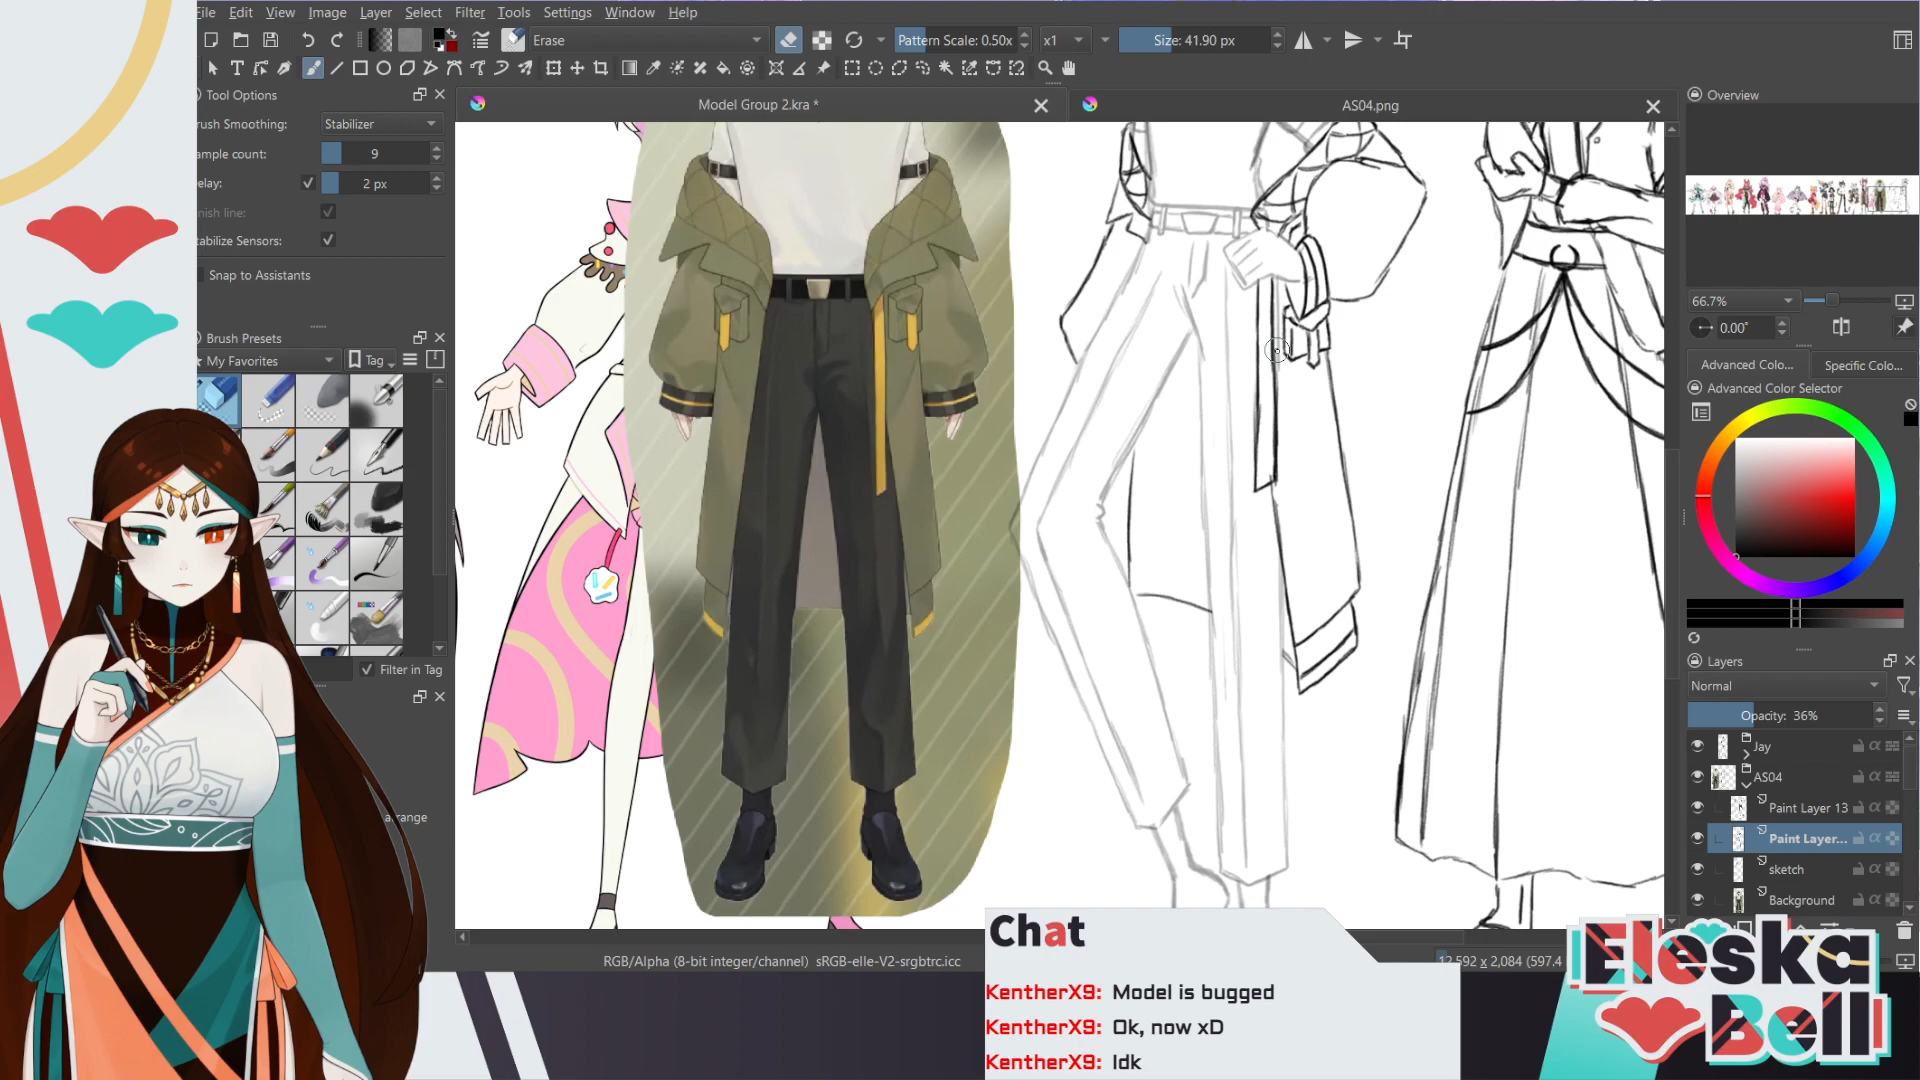 File Edit View Image Layer Select Filter Tools Settings Window Help
Erase
Pattern Scale: 0.50x
x1
Size: 41.90 px
Tool Options
Model Group 2.kra *
AS04.png
Overview
rush Smoothing:
Stabilizer
ample count:
9
elay:
2 px
nish line:
tabilize Sensors:
Snap to Assistants
Brush Presets
My Favorites
Tag
Filter in Tag
arrange
66.7%
0.00°
Advanced Colo...
Specific Colo...
Advanced Color Selector
Layers
Normal
Opacity: 36%
Jay
AS04
Paint Layer 13
Paint Layer...
sketch
Background
RGB/Alpha (8-bit integer/channel) sRGB-elle-V2-srgbtrc.icc
12,592 x 2,084 (597.4
Chat
KentherX9: Model is bugged
KentherX9: Ok, now xD
KentherX9: Idk
Eleska
Bell